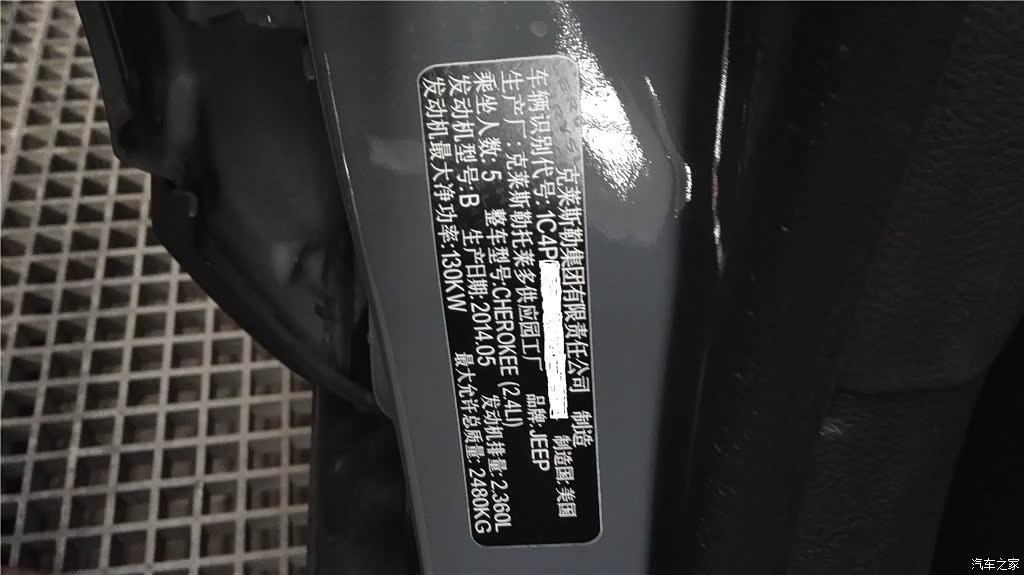 克莱斯勒集团有限责任公司 制造
车辆识别代号:1C4P 制造国:美国
生产厂:克莱斯勒托莱多供应园工厂 品牌:JEEP
乘坐人数:5 整车型号:CHEROKEE (2.4L)
发动机型号:B 生产日期:2014.05 发动机排量:2.360L
发动机最大净功率:130KW 最大允许总质量:2480KG
汽车之家